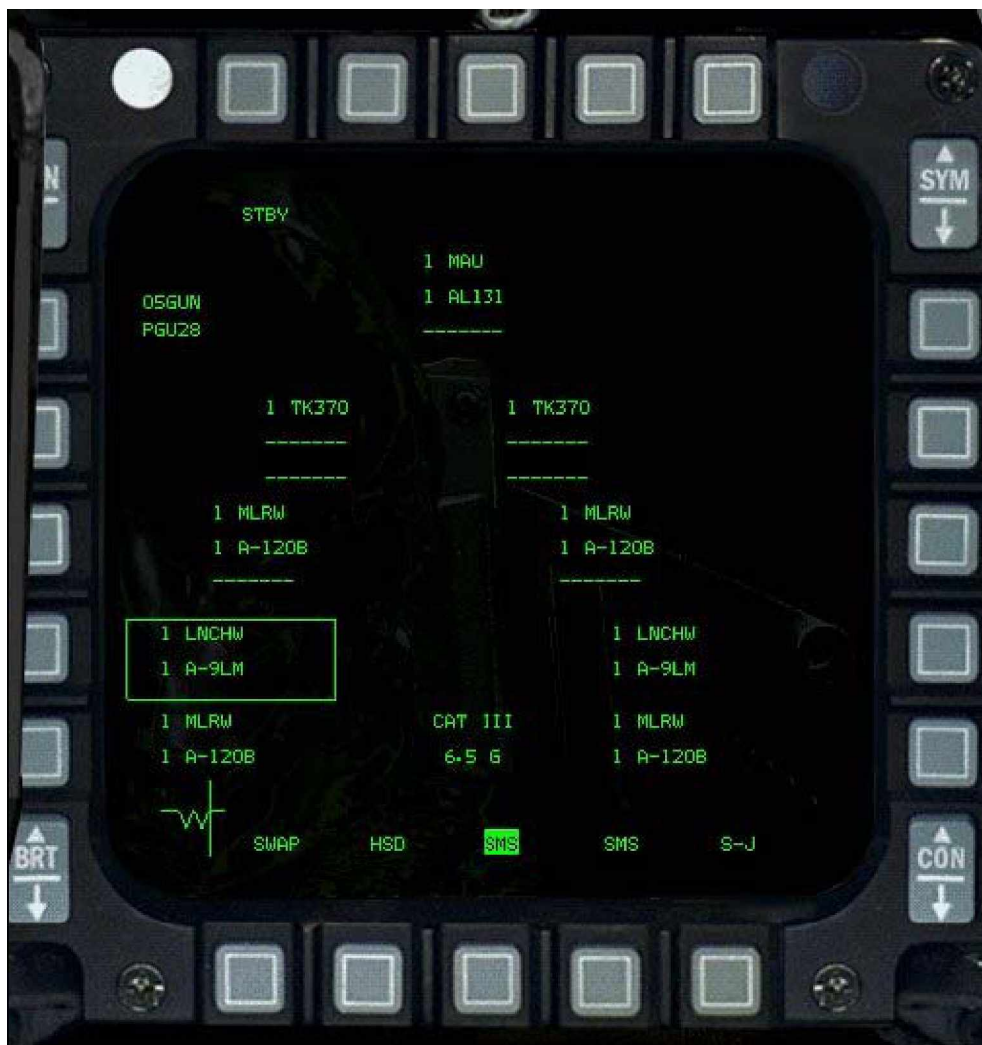 N
SYM
STBY
1 MAU
1 AL131
-------
05GUN
PGU28
1 TK370 1 TK370
------- -------
------- -------
1 MLRW 1 MLRW
1 A-120B 1 A-120B
------- -------
1 LNCHW 1 LNCHW
1 A-9LM 1 A-9LM
1 MLRW CAT III 1 MLRW
1 A-120B 6.5 G 1 A-120B
SWAP HSD SMS SMS S-J
BRT
CON